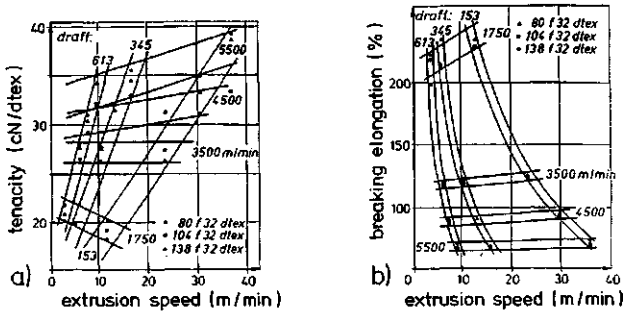 draft:
613
345
5500
4500
3500 m/min
1750
153
80 f 32 dtex
104 f 32 dtex
138 f 32 dtex
40
30
20
0 10 20 30 40
tenacity (cN/dtex)
extrusion speed (m/min)
a)
draft:
613
345
153
1750
80 f 32 dtex
104 f 32 dtex
138 f 32 dtex
3500 m/min
4500
5500
200
150
100
0 10 20 30 40
breaking elongation (%)
extrusion speed (m/min)
b)